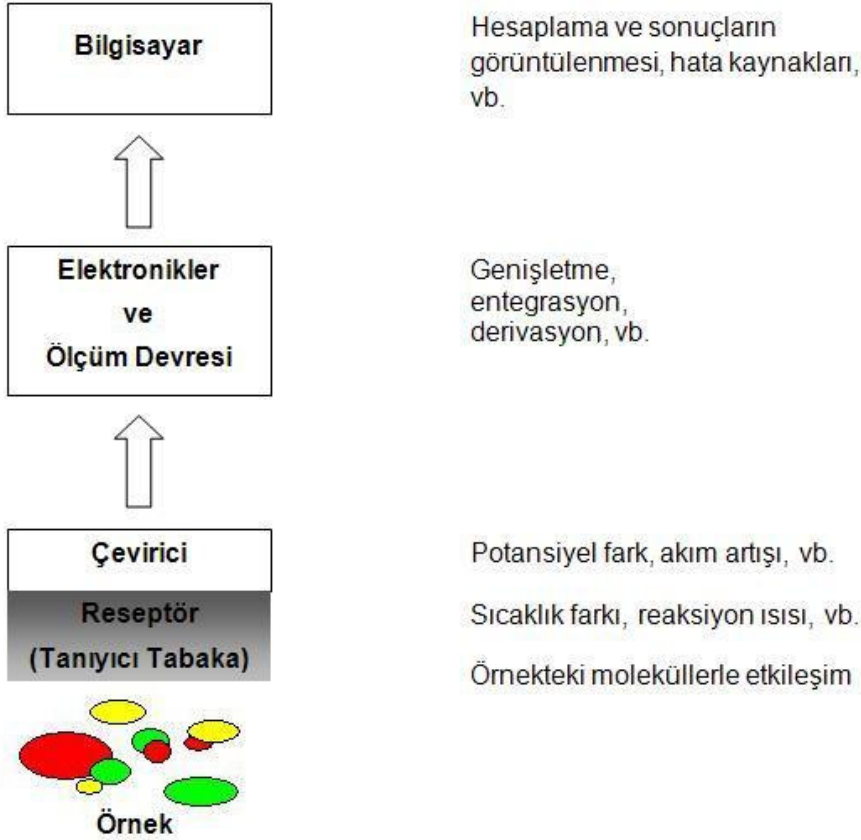 Bilgisayar
Hesaplama ve sonuçların
görüntülenmesi, hata kaynakları,
vb.
Elektronikler
ve
Ölçüm Devresi
Genişletme,
entegrasyon,
derivasyon, vb.
Çevirici
Potansiyel fark, akım artışı, vb.
Reseptör
(Tanıyıcı Tabaka)
Sıcaklık farkı, reaksiyon ısısı, vb.
Örnekteki moleküllerle etkileşim
Örnek